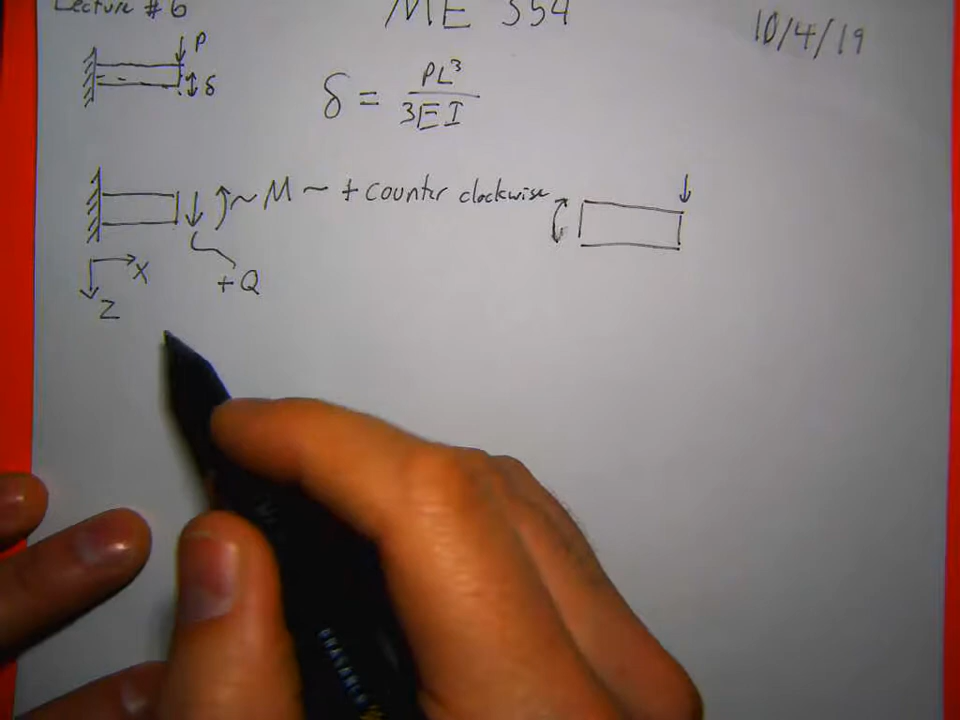 Lecture # 6
ME 354
10/4/19
P
δ
δ = PL³ / 3EI
~ M ~ + counter clockwise
+Q
X
Z